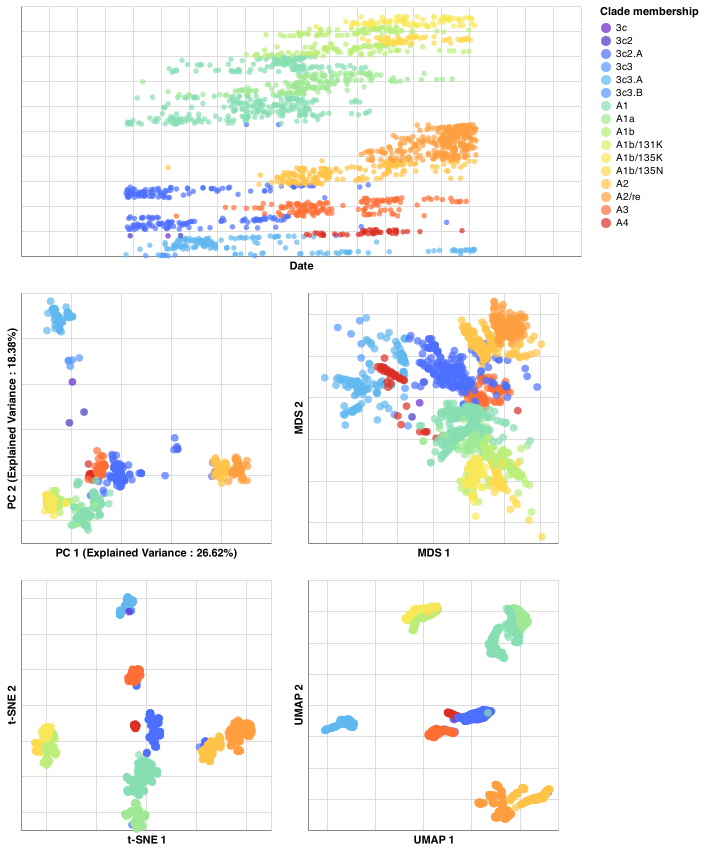 Clade membership
3c
3c2
3c2.A
3c3
3c3.A
3c3.B
A1
A1a
A1b
A1b/131K
A1b/135K
A1b/135N
A2
A2/re
A3
A4
Date
PC 2 (Explained Variance : 18.38%)
PC 1 (Explained Variance : 26.62%)
MDS 2
MDS 1
t-SNE 2
t-SNE 1
UMAP 2
UMAP 1